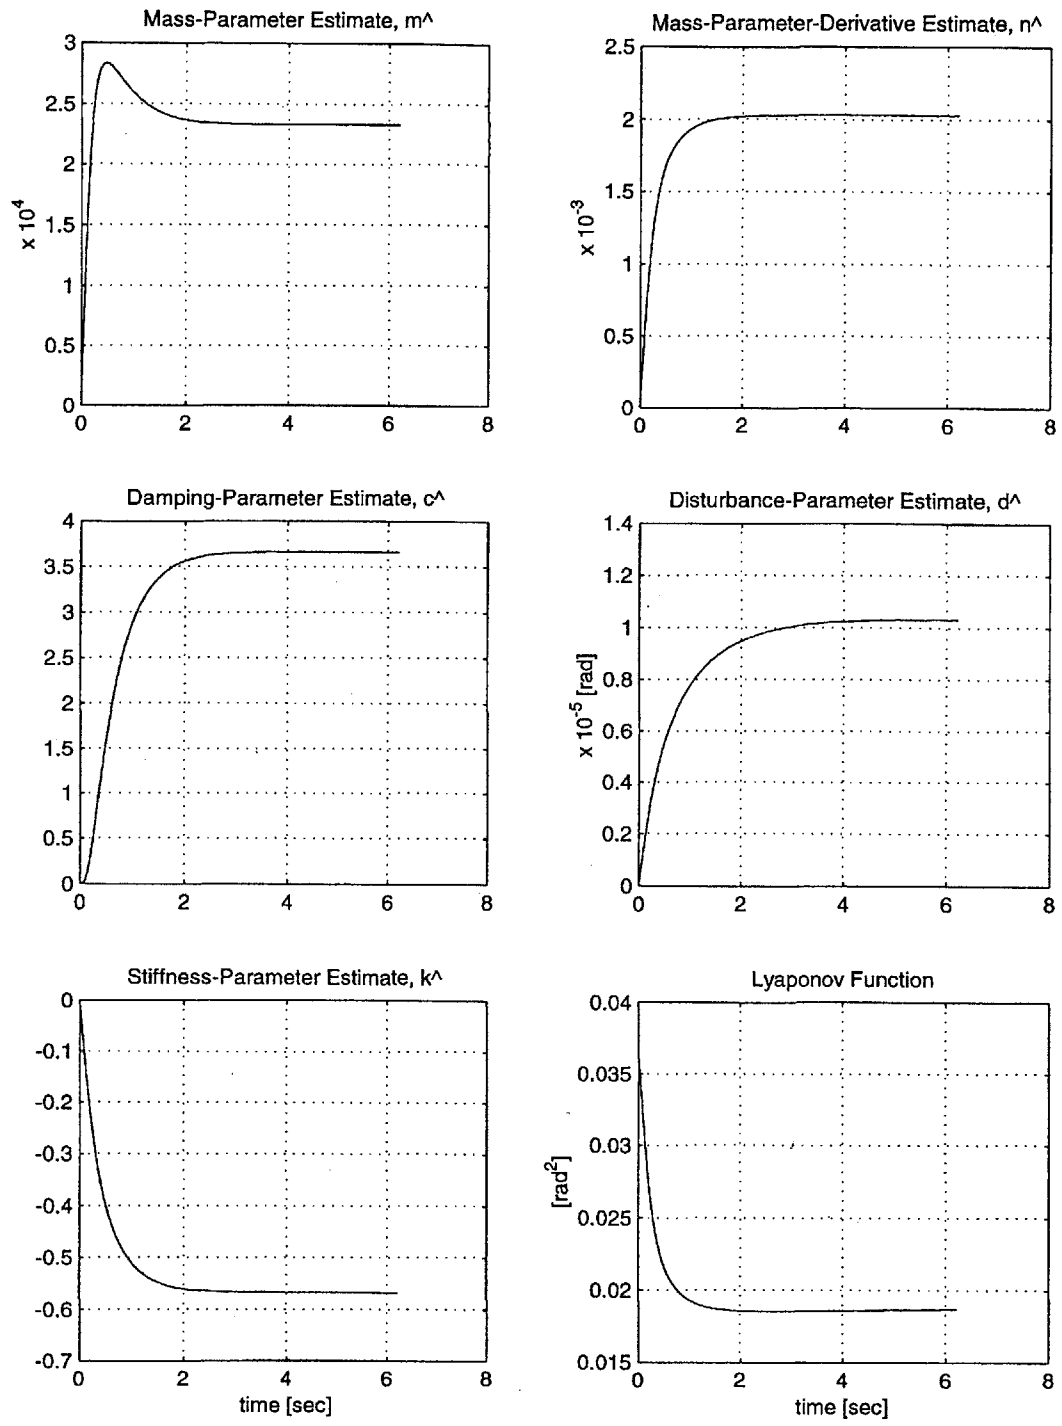 Mass-Parameter Estimate, m^
3
2.5
2
1.5
1
0.5
0
x 10^4
0 2 4 6 8
Mass-Parameter-Derivative Estimate, n^
2.5
2
1.5
1
0.5
0
x 10^-3
0 2 4 6 8
Damping-Parameter Estimate, c^
4
3.5
3
2.5
2
1.5
1
0.5
0
0 2 4 6 8
Disturbance-Parameter Estimate, d^
1.4
1.2
1
0.8
0.6
0.4
0.2
0
x 10^-5 [rad]
0 2 4 6 8
Stiffness-Parameter Estimate, k^
0
-0.1
-0.2
-0.3
-0.4
-0.5
-0.6
-0.7
0 2 4 6 8
time [sec]
Lyaponov Function
0.04
0.035
0.03
0.025
0.02
0.015
[rad^2]
0 2 4 6 8
time [sec]